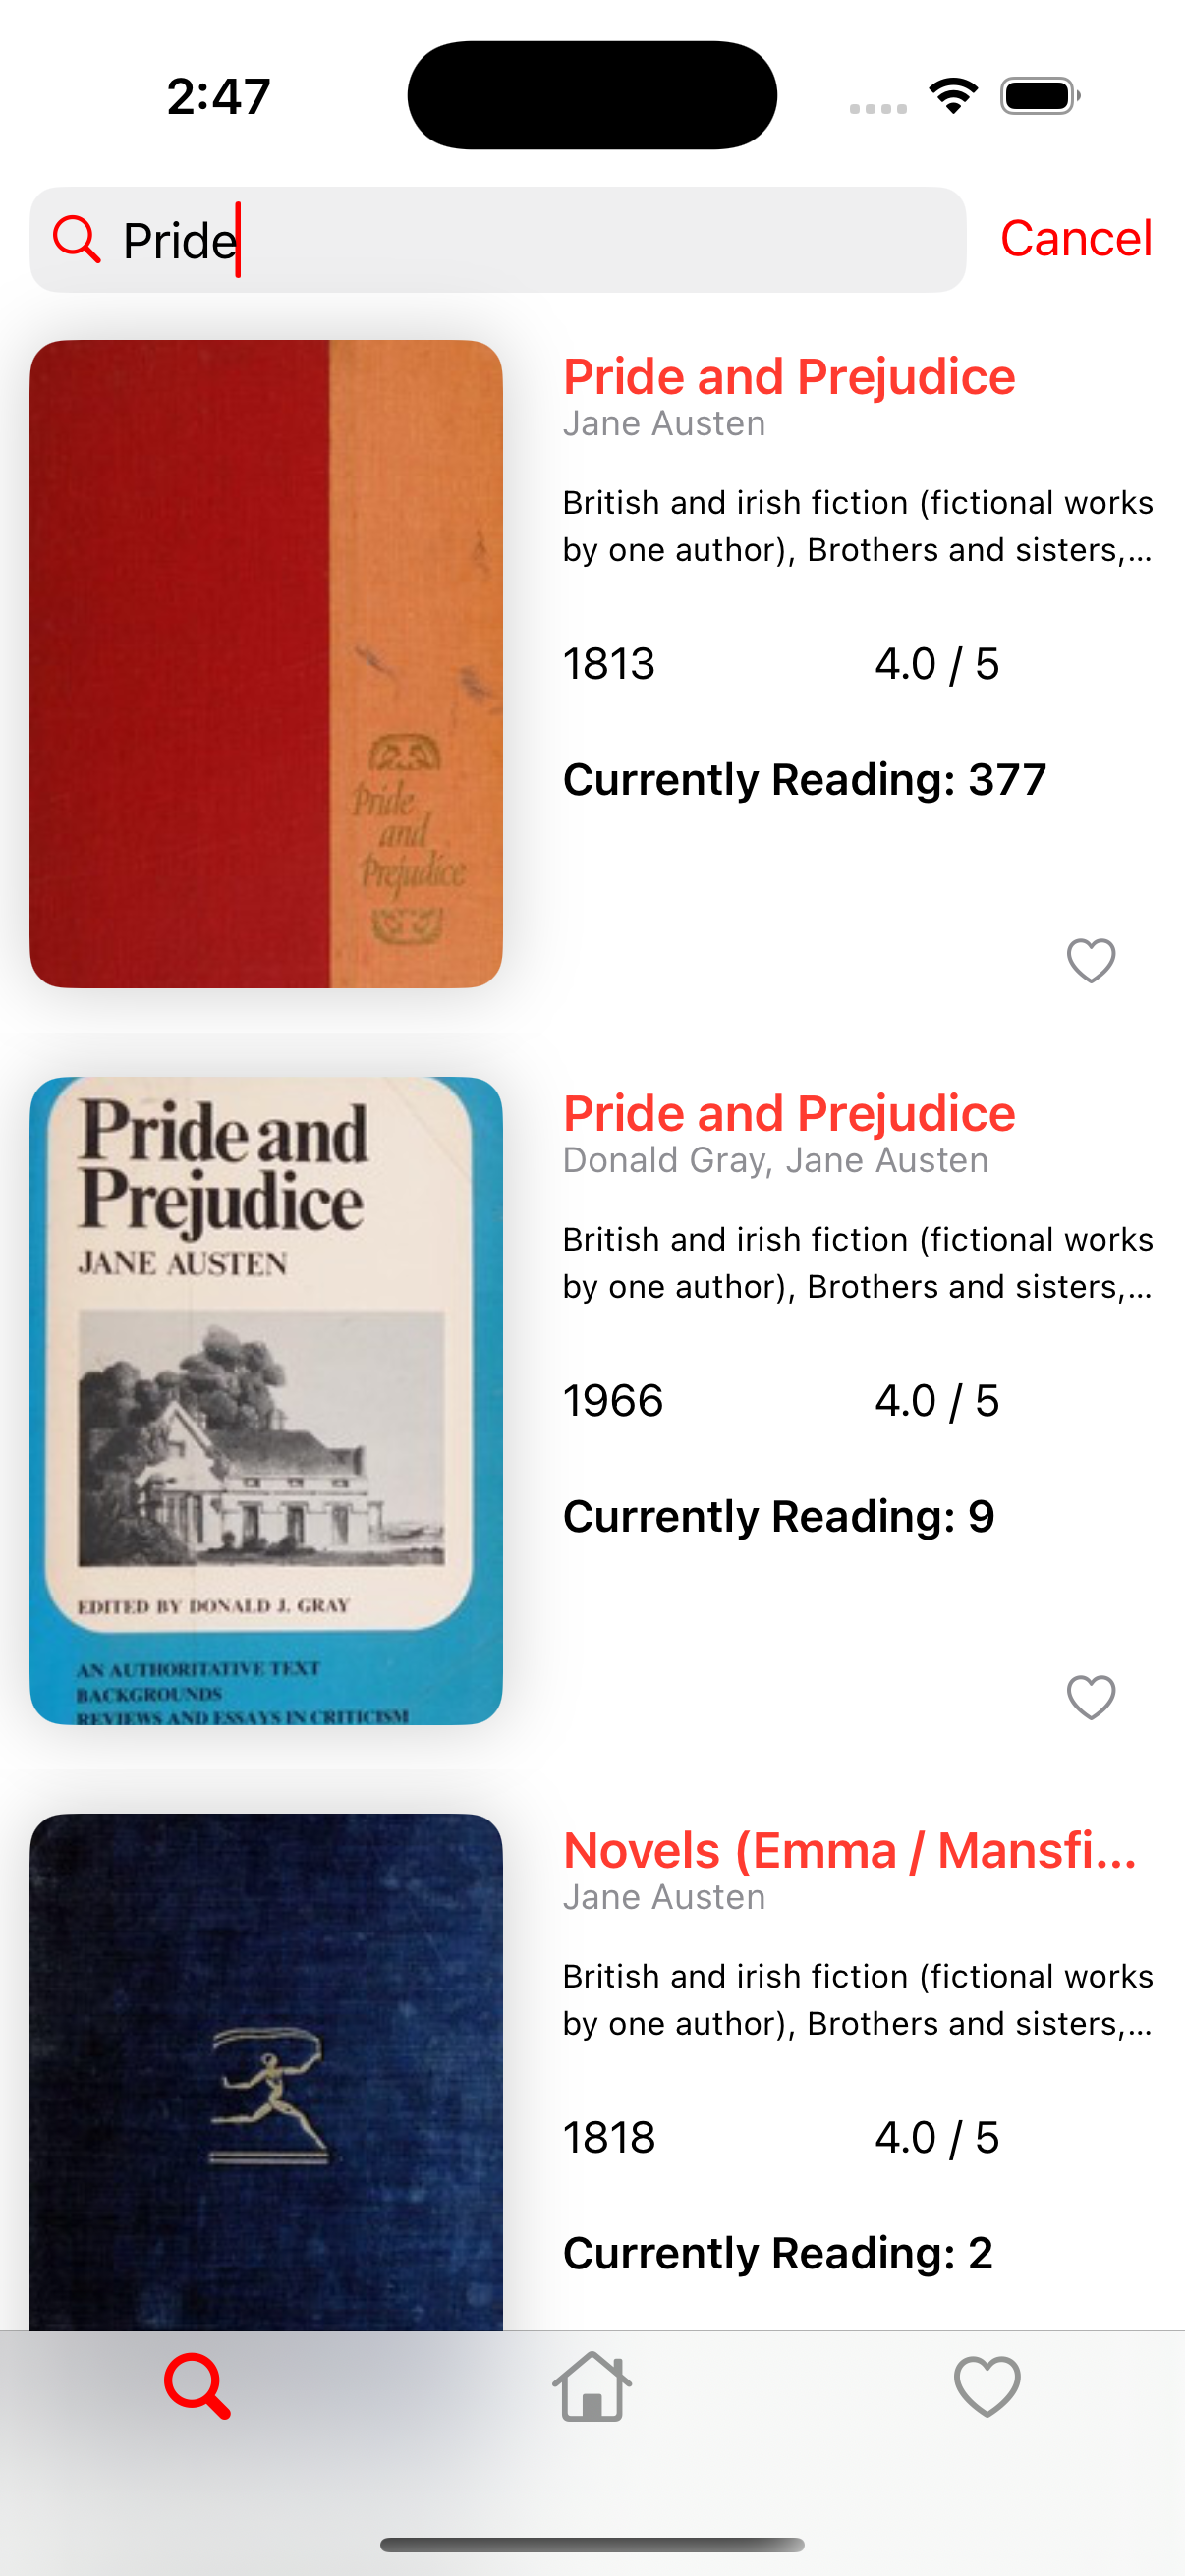 2:47
Pride
Cancel
Pride and Prejudice
Jane Austen
British and irish fiction (fictional works
by one author), Brothers and sisters,...
1813 4.0 / 5
Currently Reading: 377
Pride
and
Prejudice
Pride and
Prejudice
JANE AUSTEN
EDITED BY DONALD J. GRAY
AN AUTHORITATIVE TEXT
BACKGROUNDS
REVIEWS AND ESSAYS IN CRITICISM
Pride and Prejudice
Donald Gray, Jane Austen
British and irish fiction (fictional works
by one author), Brothers and sisters,...
1966 4.0 / 5
Currently Reading: 9
Novels (Emma / Mansfi...
Jane Austen
British and irish fiction (fictional works
by one author), Brothers and sisters,...
1818 4.0 / 5
Currently Reading: 2